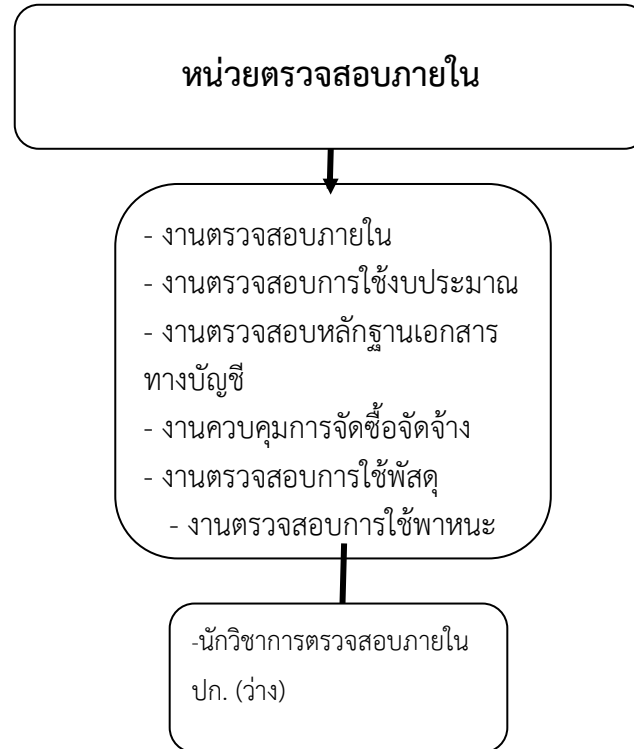 หน่วยตรวจสอบภายใน
- งานตรวจสอบภายใน
- งานตรวจสอบการใช้งบประมาณ
- งานตรวจสอบหลักฐานเอกสาร
ทางบัญชี
- งานควบคุมการจัดซื้อจัดจ้าง
- งานตรวจสอบการใช้พัสดุ
- งานตรวจสอบการใช้พาหนะ
-นักวิชาการตรวจสอบภายใน
ปก. (ว่าง)